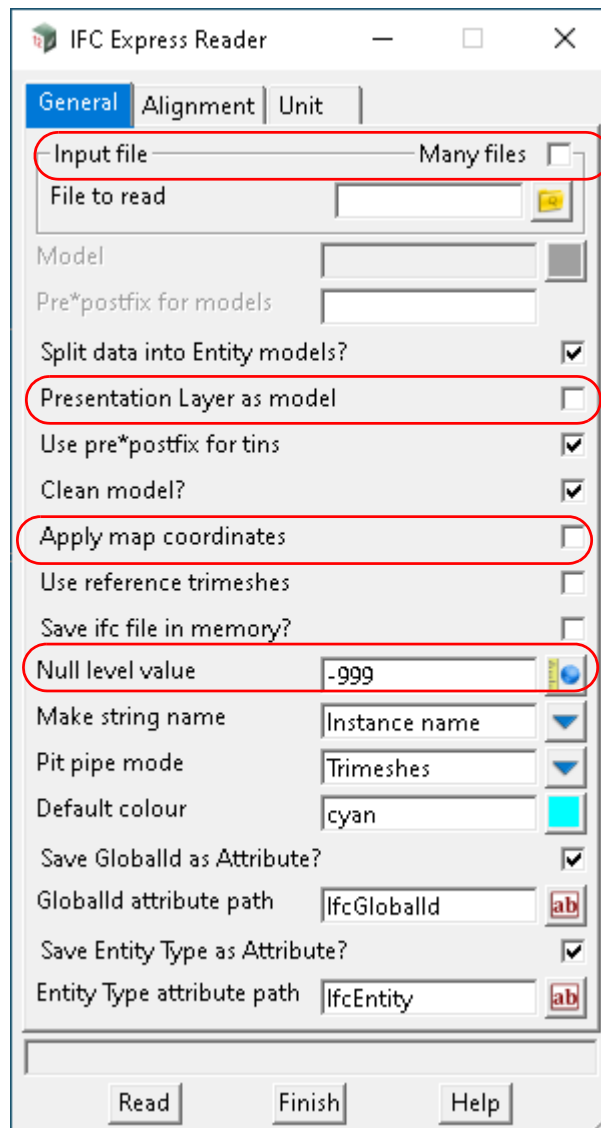 IFC Express Reader
General Alignment Unit
Input file Many files
File to read
Model
Pre*postfix for models
Split data into Entity models?
Presentation Layer as model
Use pre*postfix for tins
Clean model?
Apply map coordinates
Use reference trimeshes
Save ifc file in memory?
Null level value -999
Make string name Instance name
Pit pipe mode Trimeshes
Default colour cyan
Save GlobalId as Attribute?
GlobalId attribute path IfcGlobalId ab
Save Entity Type as Attribute?
Entity Type attribute path IfcEntity ab
Read Finish Help